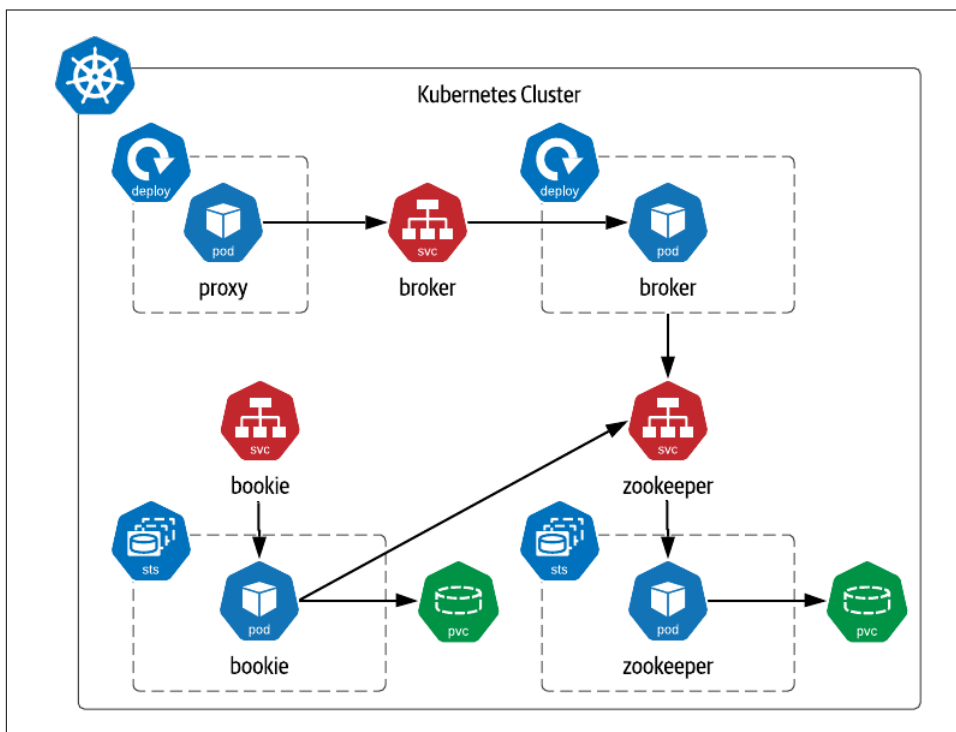 Kubernetes Cluster
deploy
deploy
pod
svc
pod
proxy
broker
broker
svc
svc
bookie
zookeeper
sts
sts
pod
pvc
pod
pvc
bookie
zookeeper